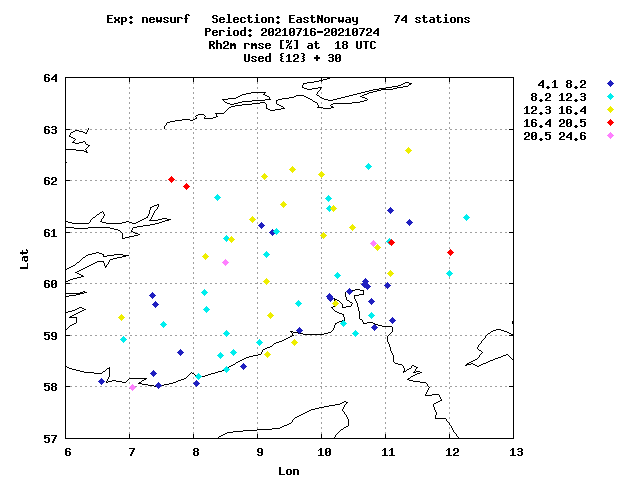 Exp: newsurf Selection: EastNorway 74 stations
Period: 20210716-20210724
Rh2m rmse [%] at 18 UTC
Used {12} + 30
4.1 8.2
8.2 12.3
12.3 16.4
16.4 20.5
20.5 24.6
64
63
62
61
60
59
58
57
Lat
6 7 8 9 10 11 12 13
Lon